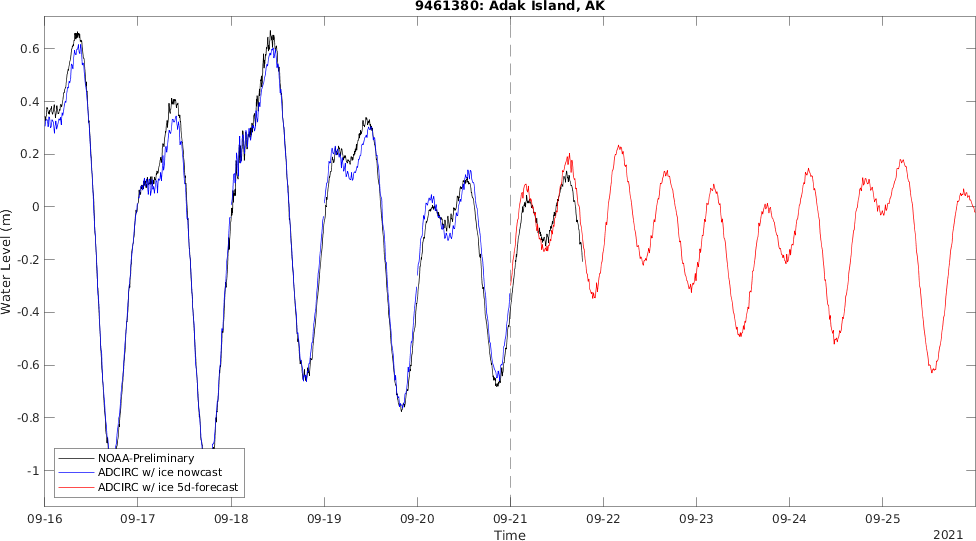 9461380: Adak Island, AK
Water Level (m)
0.6
0.4
0.2
0
-0.2
-0.4
-0.6
-0.8
-1
NOAA-Preliminary
ADCIRC w/ ice nowcast
ADCIRC w/ ice 5d-forecast
09-16 09-17 09-18 09-19 09-20 09-21 09-22 09-23 09-24 09-25
Time
2021